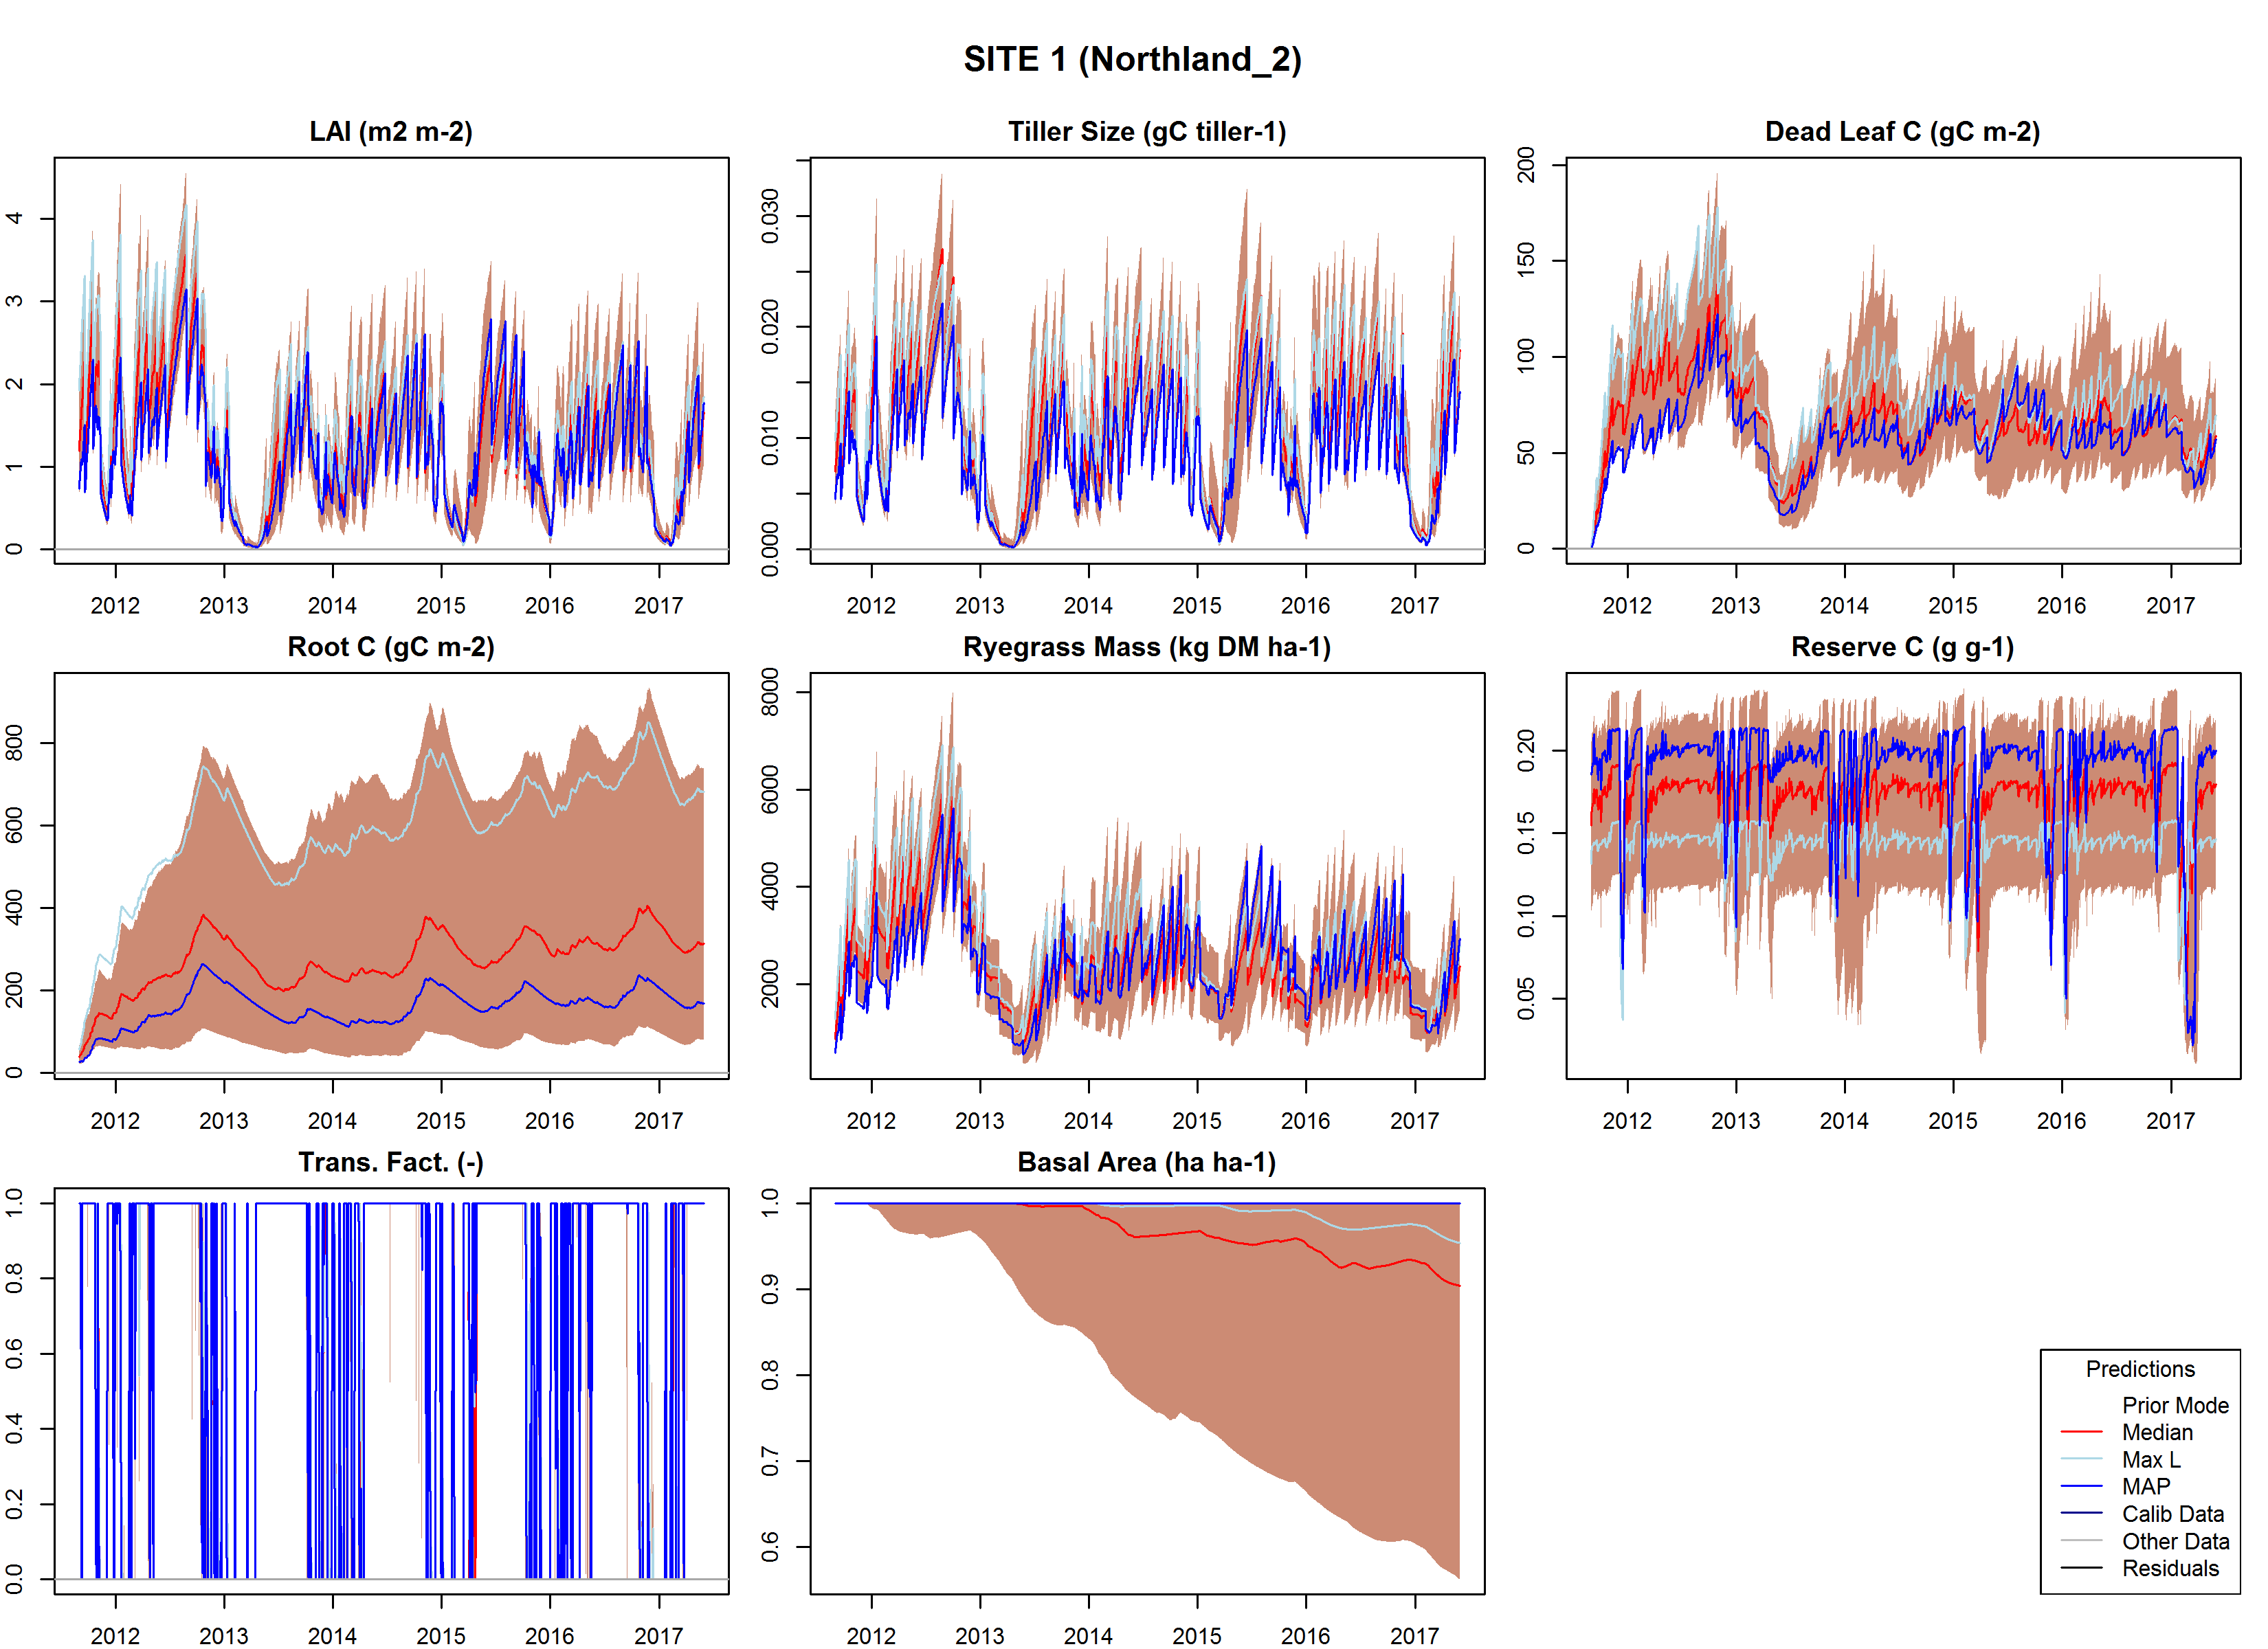 SITE 1 (Northland_2)
LAI (m2 m-2)
0 1 2 3 4
2012 2013 2014 2015 2016 2017
Tiller Size (gC tiller-1)
0.000 0.010 0.020 0.030
2012 2013 2014 2015 2016 2017
Dead Leaf C (gC m-2)
0 50 100 150 200
2012 2013 2014 2015 2016 2017
Root C (gC m-2)
0 200 400 600 800
2012 2013 2014 2015 2016 2017
Ryegrass Mass (kg DM ha-1)
2000 4000 6000 8000
2012 2013 2014 2015 2016 2017
Reserve C (g g-1)
0.05 0.10 0.15 0.20
2012 2013 2014 2015 2016 2017
Trans. Fact. (-)
0.0 0.2 0.4 0.6 0.8 1.0
2012 2013 2014 2015 2016 2017
Basal Area (ha ha-1)
0.6 0.7 0.8 0.9 1.0
2012 2013 2014 2015 2016 2017
Predictions
Prior Mode
Median
Max L
MAP
Calib Data
Other Data
Residuals